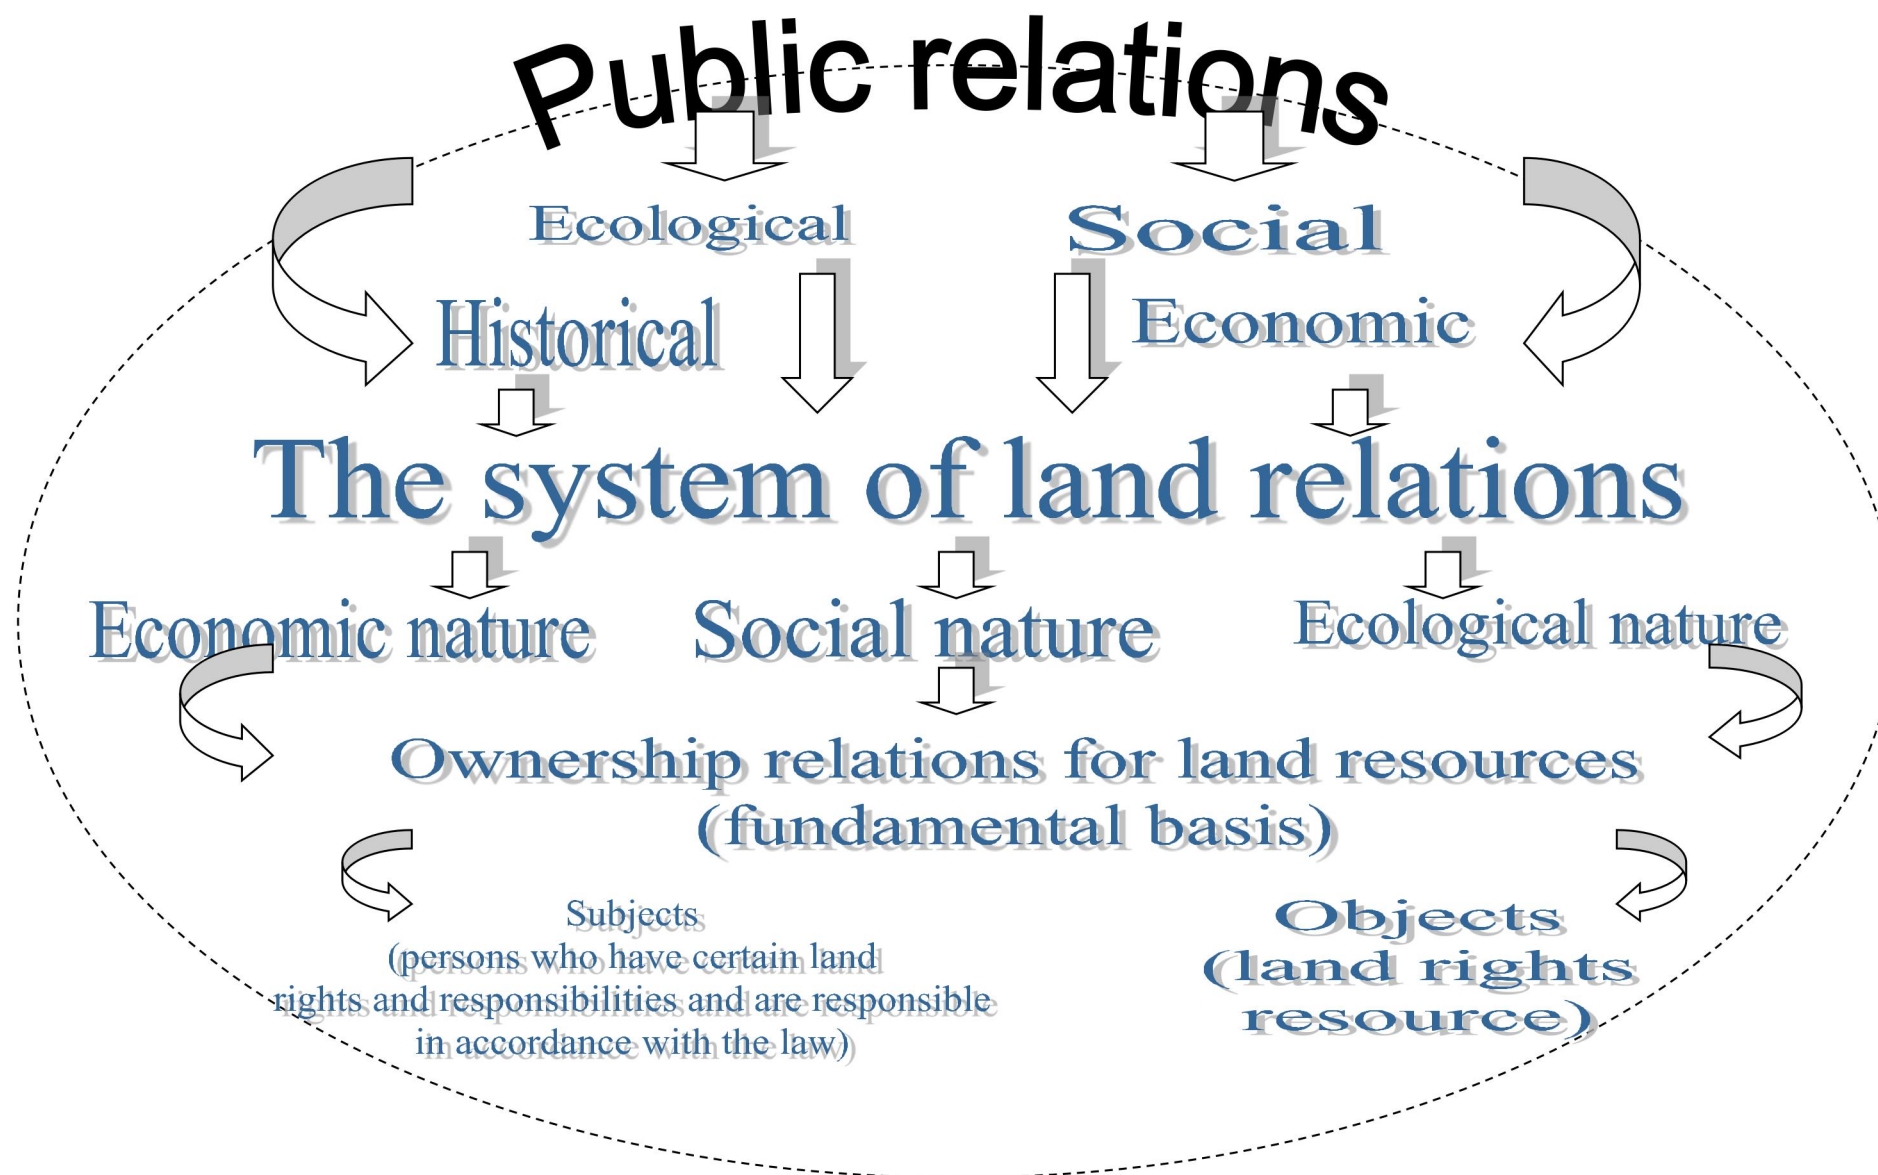 Public relations
Ecological
Social
Historical
Economic
The system of land relations
Economic nature
Social nature
Ecological nature
Ownership relations for land resources
(fundamental basis)
Subjects
(persons who have certain land
rights and responsibilities and are responsible
in accordance with the law)
Objects
(land rights
resource)